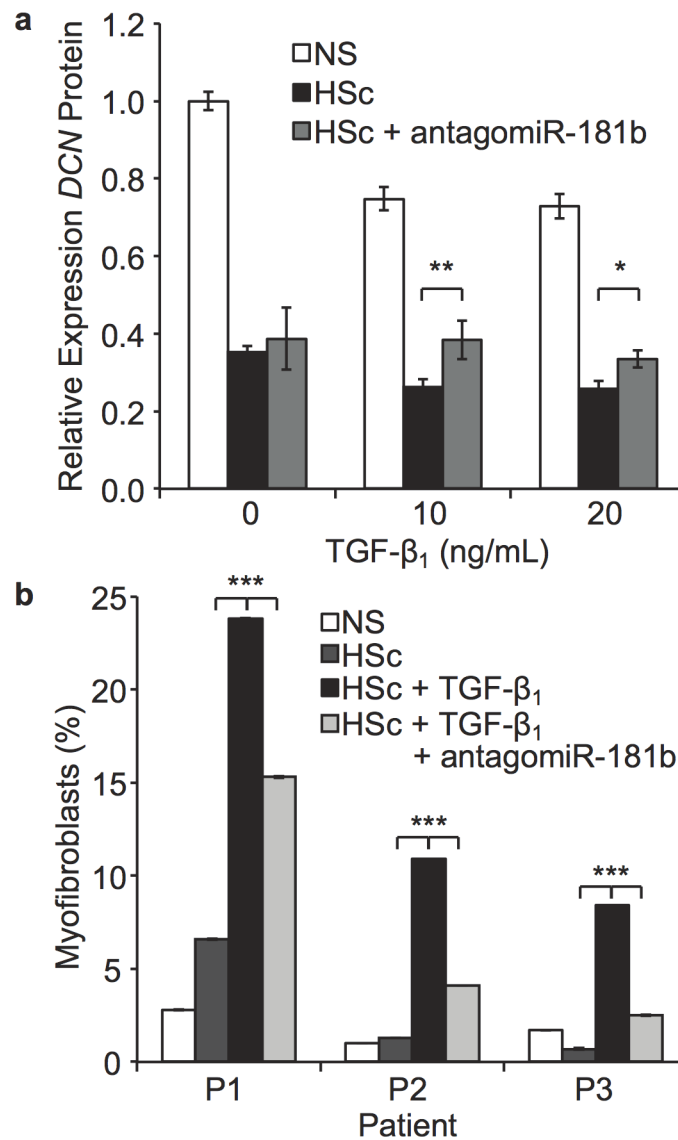 a
Relative Expression DCN Protein
1.2
1.0
0.8
0.6
0.4
0.2
0.0
NS
HSc
HSc + antagomiR-181b
**
*
0 10 20
TGF-β₁ (ng/mL)
b
Myofibroblasts (%)
25
20
15
10
5
0
***
NS
HSc
HSc + TGF-β₁
HSc + TGF-β₁
+ antagomiR-181b
***
***
P1 P2 P3
Patient